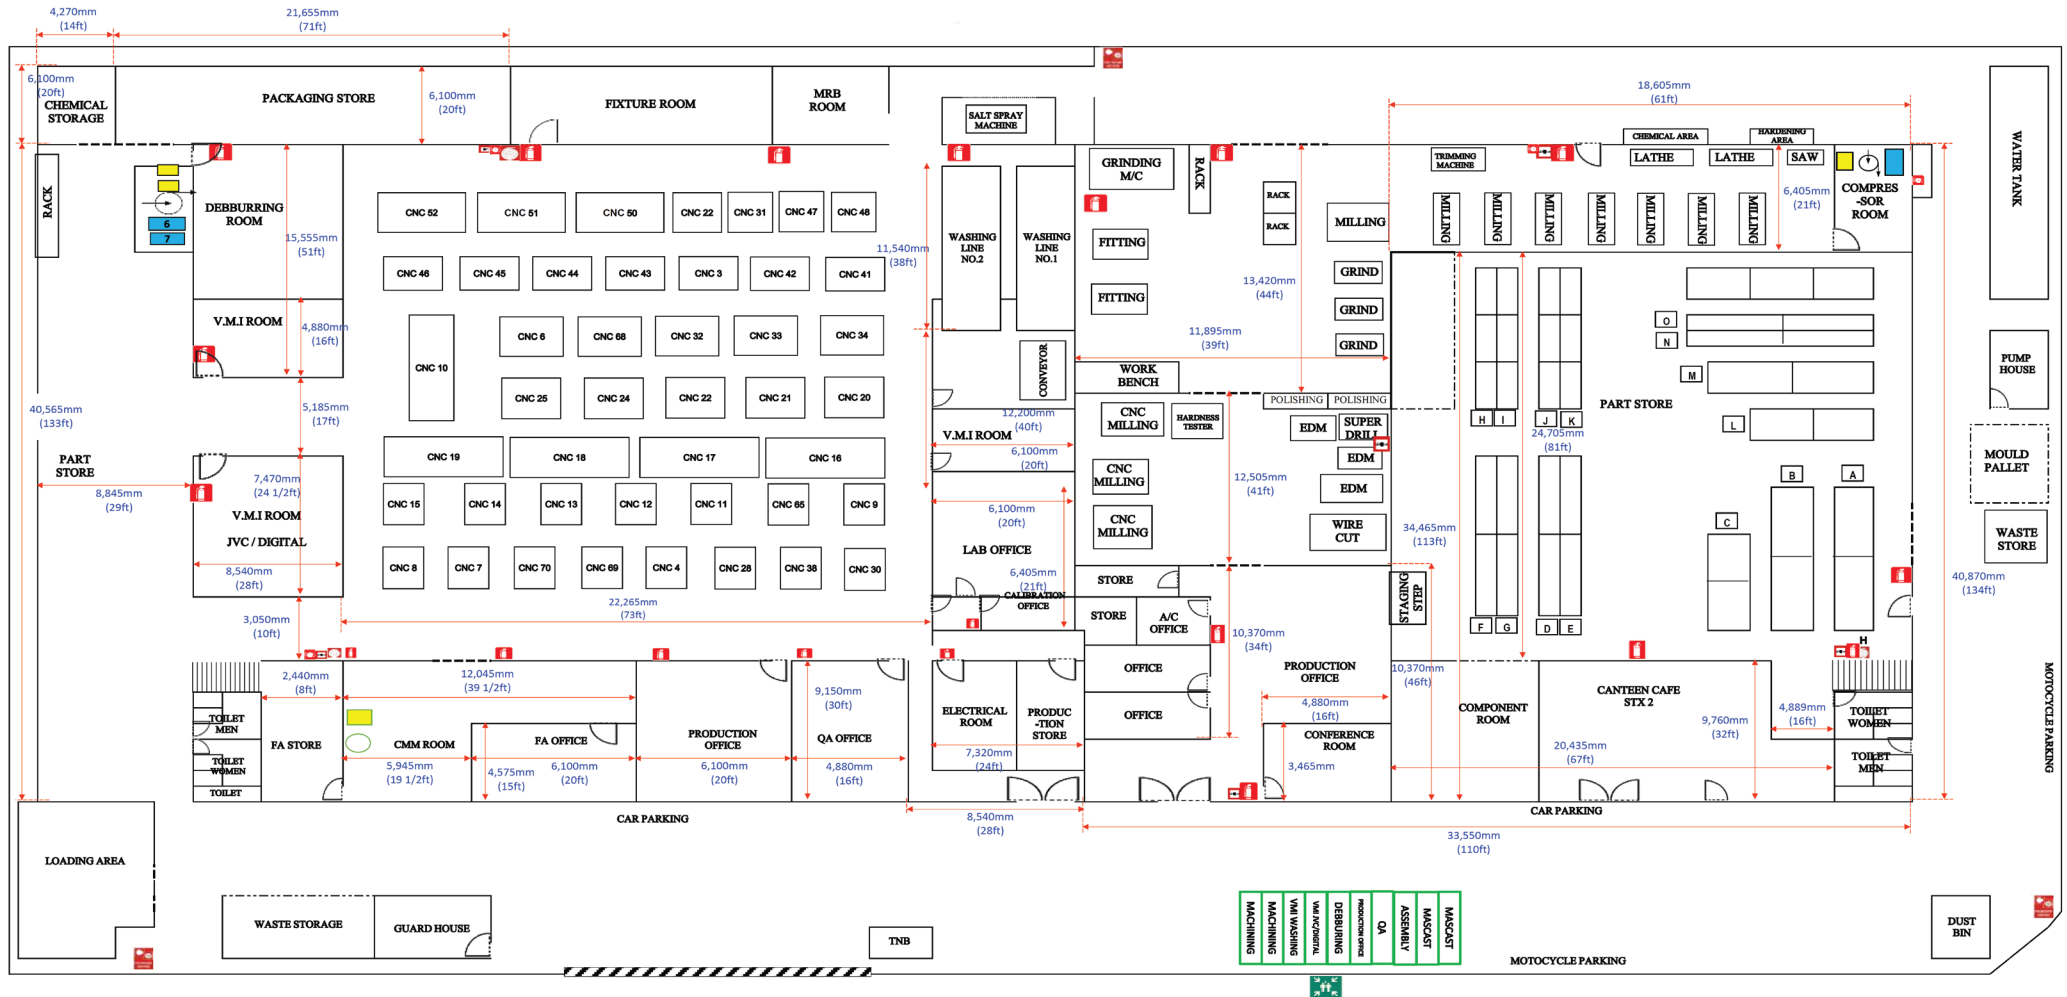 4,270mm
(14ft)
21,655mm
(71ft)
6,100mm
(20ft)
CHEMICAL
STORAGE
PACKAGING STORE
6,100mm
(20ft)
FIXTURE ROOM
MRB
ROOM
SALT SPRAY
MACHINE
18,605mm
(61ft)
CHEMICAL AREA
HARDENING
AREA
WATER TANK
RACK
6
7
DEBBURRING
ROOM
15,555mm
(51ft)
CNC 52
CNC 51
CNC 50
CNC 22
CNC 31
CNC 47
CNC 48
11,540mm
(38ft)
WASHING
LINE
NO.2
WASHING
LINE
NO.1
GRINDING
M/C
RACK
RACK
RACK
MILLING
TRIMMING
MACHINE
LATHE
LATHE
SAW
MILLING
MILLING
MILLING
MILLING
MILLING
MILLING
MILLING
6,405mm
(21ft)
COMPRES
-SOR
ROOM
CNC 46
CNC 45
CNC 44
CNC 43
CNC 3
CNC 42
CNC 41
FITTING
FITTING
13,420mm
(44ft)
GRIND
GRIND
GRIND
V.M.I ROOM
4,880mm
(16ft)
CNC 10
CNC 6
CNC 68
CNC 32
CNC 33
CNC 34
CONVEYOR
11,895mm
(39ft)
O
N
M
L
PUMP
HOUSE
WORK
BENCH
CNC 25
CNC 24
CNC 22
CNC 21
CNC 20
40,565mm
(133ft)
5,185mm
(17ft)
12,200mm
(40ft)
V.M.I ROOM
6,100mm
(20ft)
CNC
MILLING
HARDNESS
TESTER
POLISHING
POLISHING
EDM
SUPER
DRILL
EDM
EDM
PART STORE
H
I
J
K
24,705mm
(81ft)
PART
STORE
8,845mm
(29ft)
7,470mm
(24 1/2ft)
V.M.I ROOM
JVC / DIGITAL
8,540mm
(28ft)
CNC 19
CNC 18
CNC 17
CNC 16
CNC
MILLING
12,505mm
(41ft)
MOULD
PALLET
B
A
C
CNC 15
CNC 14
CNC 13
CNC 12
CNC 11
CNC 65
CNC 9
6,100mm
(20ft)
CNC
MILLING
WIRE
CUT
34,465mm
(113ft)
WASTE
STORE
LAB OFFICE
CNC 8
CNC 7
CNC 70
CNC 69
CNC 4
CNC 28
CNC 38
CNC 30
6,405mm
(21ft)
CALIBRATION
OFFICE
STORE
STORE
A/C
OFFICE
STAGING
STEP
40,870mm
(134ft)
22,265mm
(73ft)
3,050mm
(10ft)
F
G
D
E
10,370mm
(34ft)
H
2,440mm
(8ft)
12,045mm
(39 1/2ft)
9,150mm
(30ft)
OFFICE
OFFICE
PRODUCTION
OFFICE
4,880mm
(16ft)
10,370mm
(46ft)
COMPONENT
ROOM
CANTEEN CAFE
STX 2
9,760mm
(32ft)
4,889mm
(16ft)
TOILET
WOMEN
TOILET
MEN
MOTOCYCLE PARKING
TOILET
MEN
TOILET
WOMEN
TOILET
FA STORE
CMM ROOM
5,945mm
(19 1/2ft)
FA OFFICE
4,575mm
(15ft)
6,100mm
(20ft)
PRODUCTION
OFFICE
6,100mm
(20ft)
QA OFFICE
4,880mm
(16ft)
ELECTRICAL
ROOM
PRODUC
-TION
STORE
7,320mm
(24ft)
CONFERENCE
ROOM
3,465mm
20,435mm
(67ft)
CAR PARKING
8,540mm
(28ft)
CAR PARKING
33,550mm
(110ft)
LOADING AREA
WASTE STORAGE
GUARD HOUSE
TNB
MACHINING
MACHINING
VMI WASHING
VMI JVC/DIGITAL
DEBBURING
PRODUCTION OFFICE
QA
ASSEMBLY
MASCAST
MASCAST
MOTOCYCLE PARKING
DUST
BIN